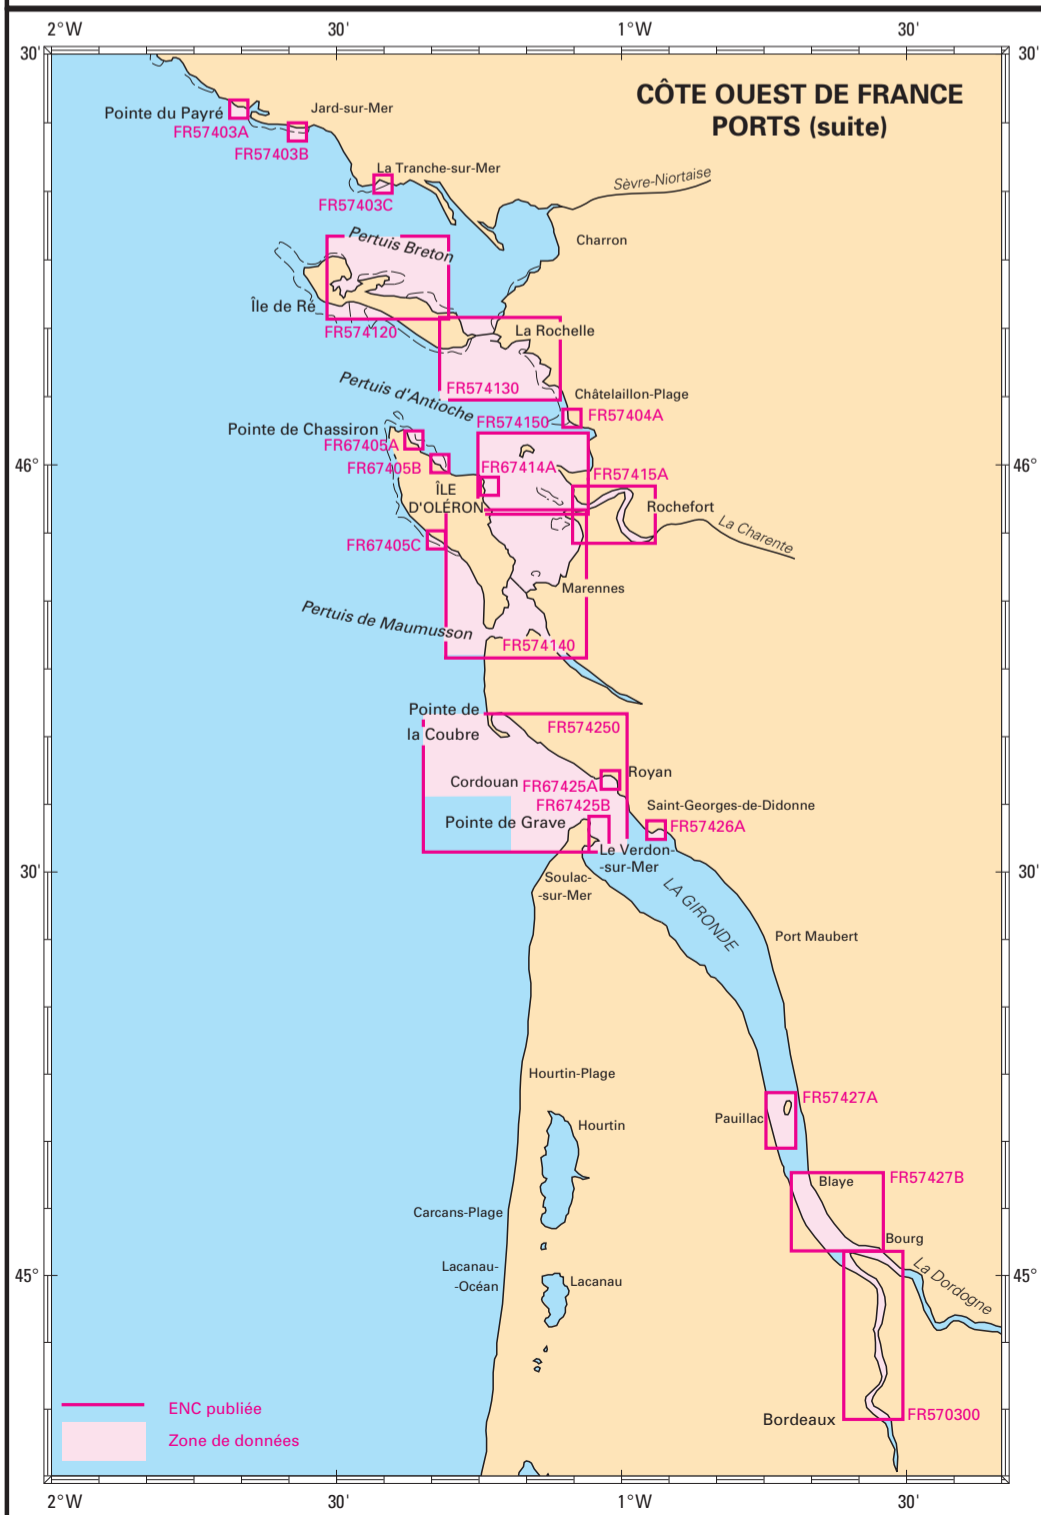 2°W
30'
1°W
30'
30'
30'
CÔTE OUEST DE FRANCE
PORTS (suite)
Pointe du Payré
FR57403A
Jard-sur-Mer
FR57403B
La Tranche-sur-Mer
FR57403C
Sèvre-Niortaise
Charron
Pertuis Breton
Île de Ré
FR574120
La Rochelle
FR574130
Pertuis d'Antioche
Châtelaillon-Plage
FR57404A
FR574150
Pointe de Chassiron
FR67405A
FR67405B
FR67414A
FR57415A
46°
46°
ÎLE
D'OLÉRON
Rochefort
La Charente
FR67405C
Marennes
Pertuis de Maumusson
FR574140
Pointe de
la Coubre
FR574250
Cordouan
FR67425A
Royan
FR67425B
Saint-Georges-de-Didonne
Pointe de Grave
FR57426A
Le Verdon-
-sur-Mer
30'
30'
Soulac-
-sur-Mer
LA GIRONDE
Port Maubert
Hourtin-Plage
FR57427A
Pauillac
Hourtin
FR57427B
Blaye
Carcans-Plage
Bourg
La Dordogne
Lacanau-
-Océan
Lacanau
45°
45°
ENC publiée
Zone de données
Bordeaux
FR570300
2°W
30'
1°W
30'